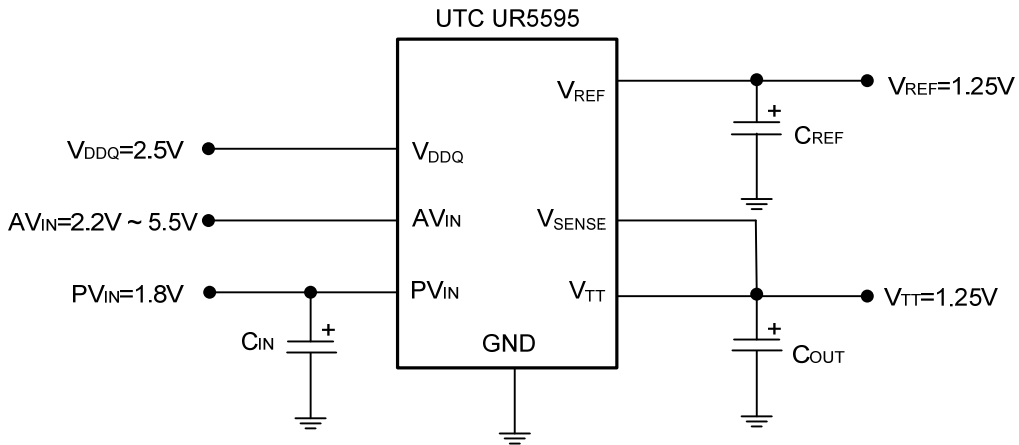 UTC UR5595
VREF
VREF=1.25V
+
CREF
VDDQ=2.5V
VDDQ
AVIN=2.2V ~ 5.5V
AVIN
VSENSE
PVIN=1.8V
PVIN
VTT
VTT=1.25V
+
CIN
GND
+
COUT